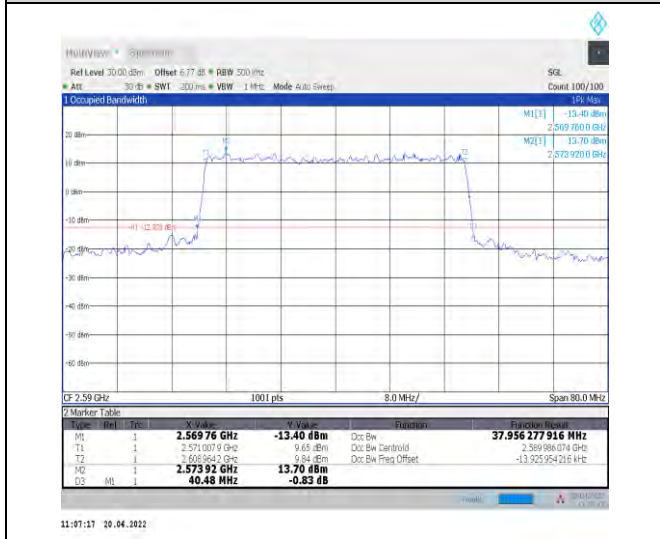 MultiView Spectrum
Ref Level 30.00 dBm Offset 6.77 dB RBW 500 kHz SGL
Att 30 dB SWT 200 ms VBW 1 MHz Mode Auto Sweep Count 100/100
1 Occupied Bandwidth 1Pk Max
M1[1] -13.40 dBm
2.569 760 0 GHz
M2[1] 13.70 dBm
2.573 920 0 GHz
20 dBm
10 dBm
0 dBm
-10 dBm
-20 dBm
-30 dBm
-40 dBm
-50 dBm
-60 dBm
CF 2.59 GHz 1001 pts 8.0 MHz/ Span 80.0 MHz
2 Marker Table
Type Ref Trc X-Value Y-Value Function Function Result
M1 1 2.569 76 GHz -13.40 dBm Occ Bw 37.956 277 916 MHz
T1 1 2.571 007 9 GHz 9.65 dBm Occ Bw Centroid 2.589 986 074 GHz
T2 1 2.608 964 2 GHz 9.84 dBm Occ Bw Freq Offset -13.925 954 216 kHz
M2 1 2.573 92 GHz 13.70 dBm
D3 M1 1 40.48 MHz -0.83 dB
11:07:17 20.04.2022